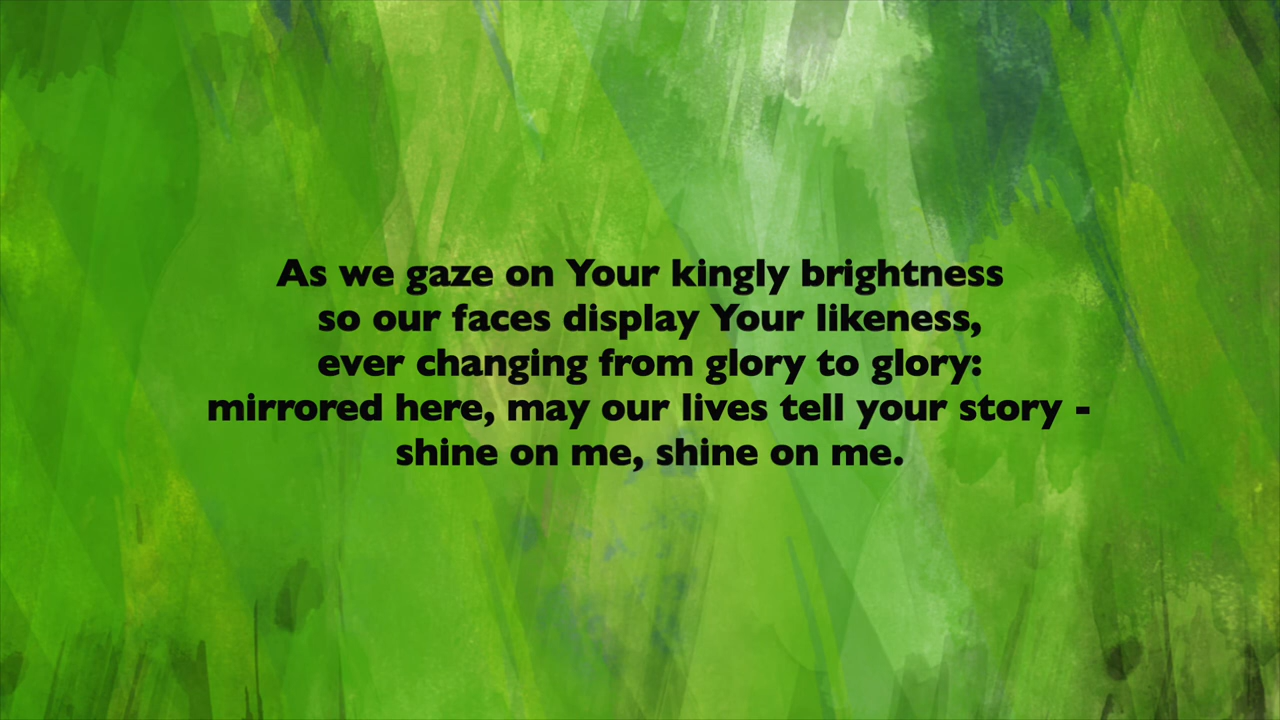 As we gaze on Your kingly brightness
so our faces display Your likeness,
ever changing from glory to glory:
mirrored here, may our lives tell your story -
shine on me, shine on me.